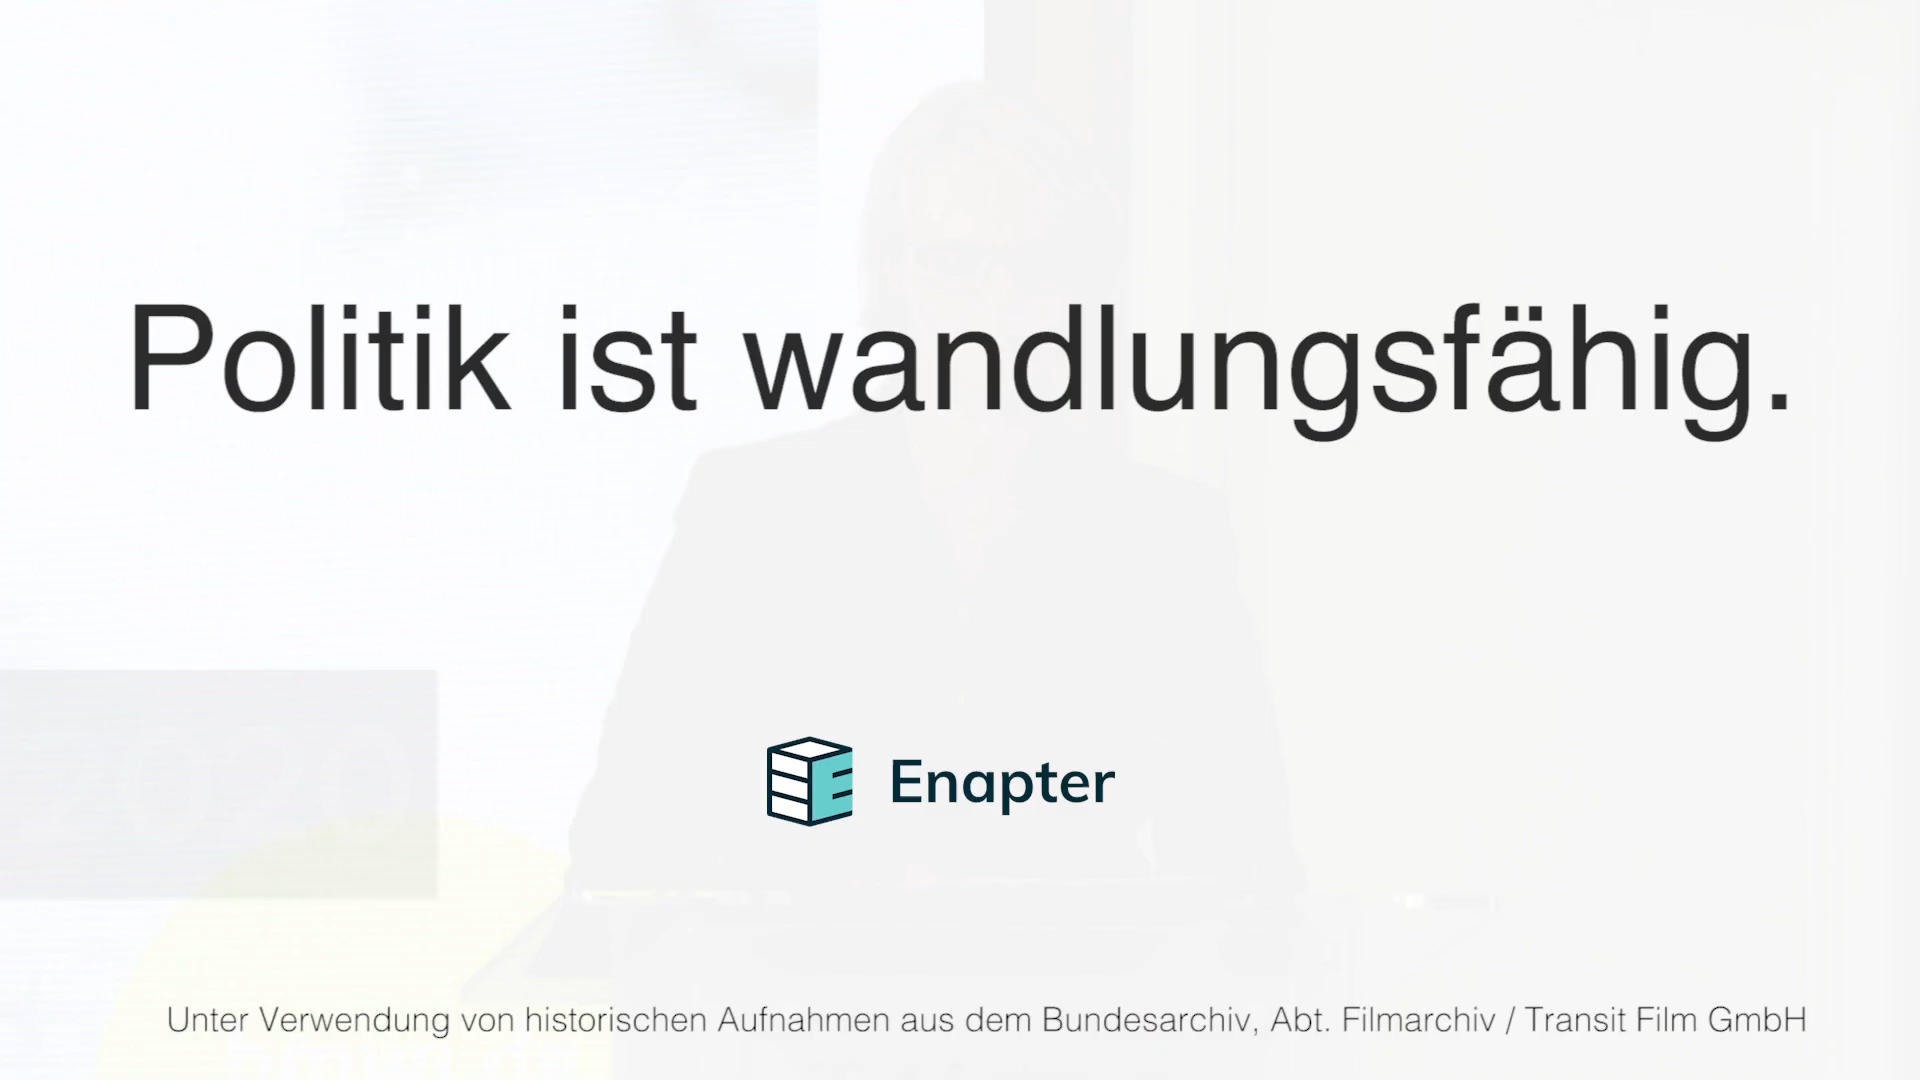 Politik ist wandlungsfähig.
Enapter
Unter Verwendung von historischen Aufnahmen aus dem Bundesarchiv, Abt. Filmarchiv / Transit Film GmbH